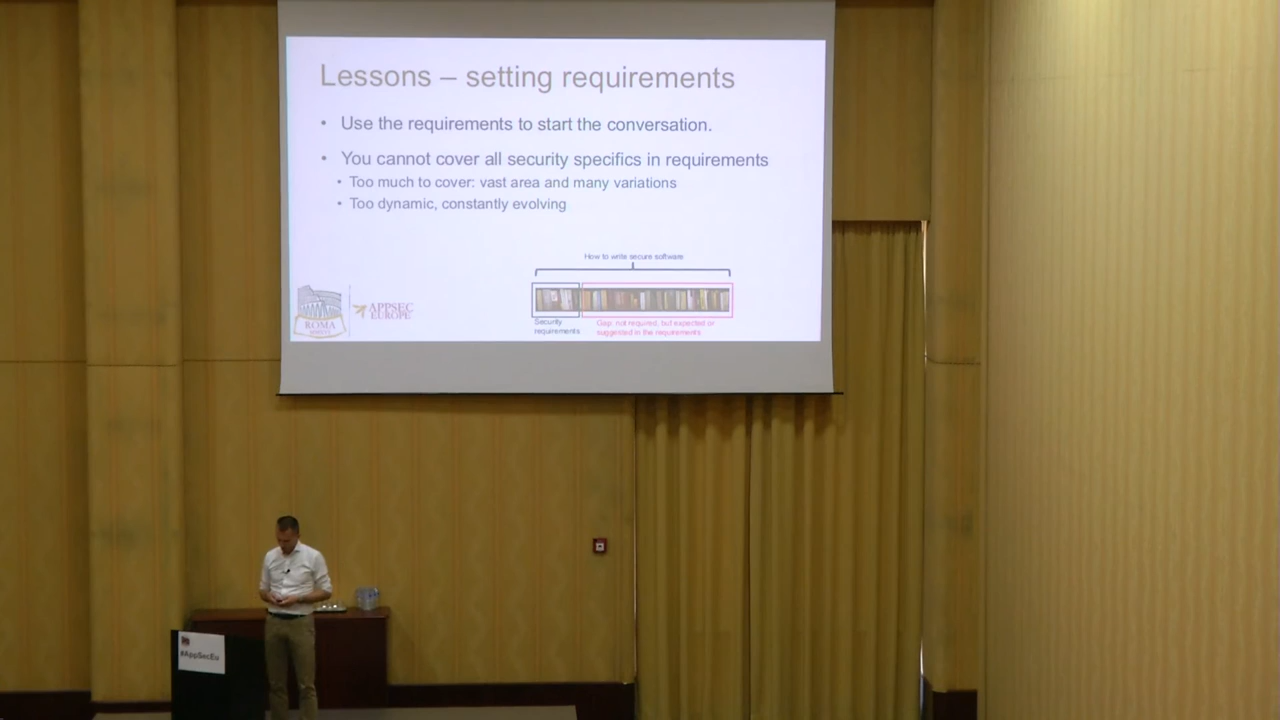 Lessons – setting requirements
• Use the requirements to start the conversation.
• You cannot cover all security specifics in requirements
• Too much to cover: vast area and many variations
• Too dynamic, constantly evolving
How to write secure software
Security
requirements
Gap: not required, but expected or
suggested in the requirements
ROMA
APPSEC
EUROPE
#AppSecEu